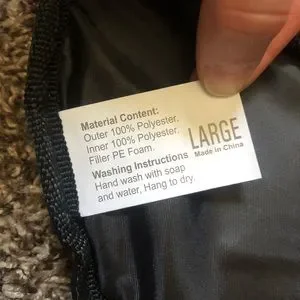 Material Content:
Outer 100% Polyester,
Inner 100% Polyester,
Filler PE Foam.
Washing Instructions
Hand wash with soap
and water, Hang to dry.
LARGE
Made in China